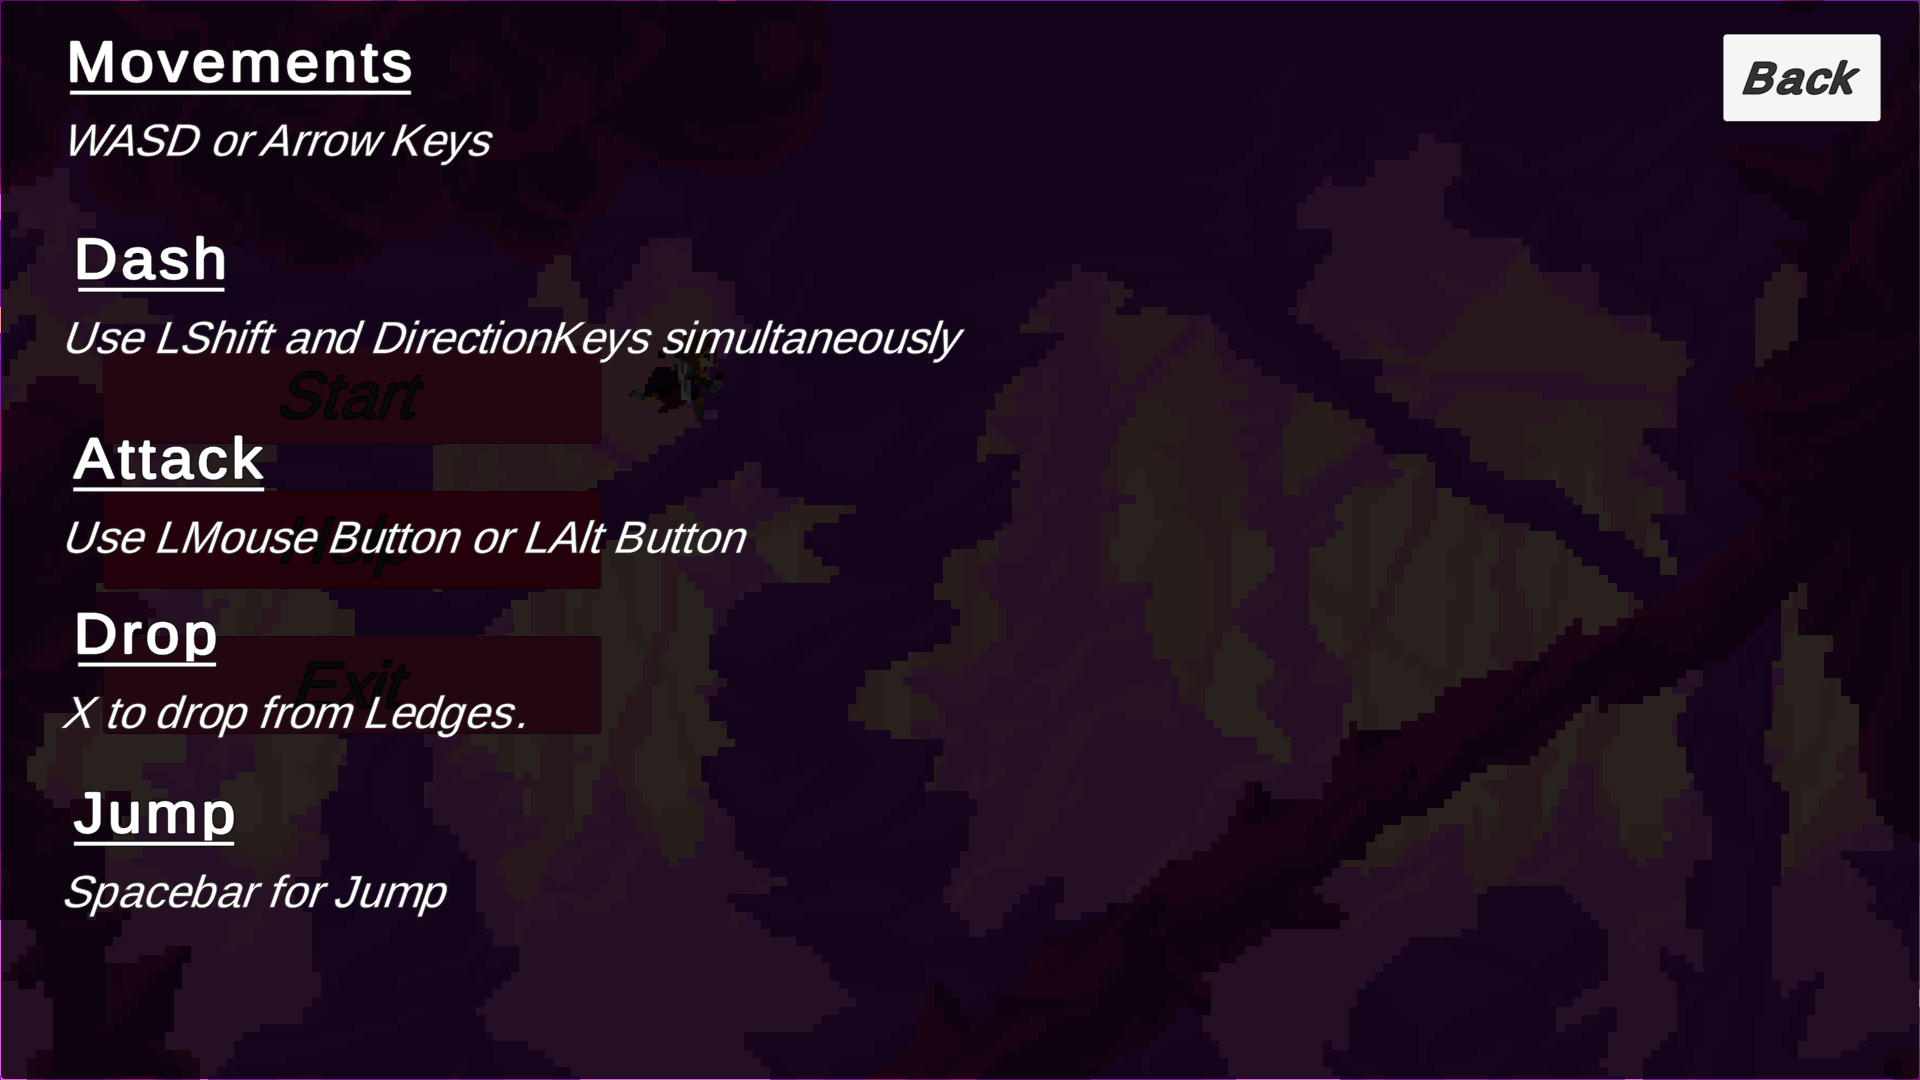 Movements
Back
WASD or Arrow Keys
Dash
Use LShift and DirectionKeys simultaneously
Start
Attack
Use LMouse Button or LAlt Button
Help
Drop
Exit
X to drop from Ledges.
Jump
Spacebar for Jump